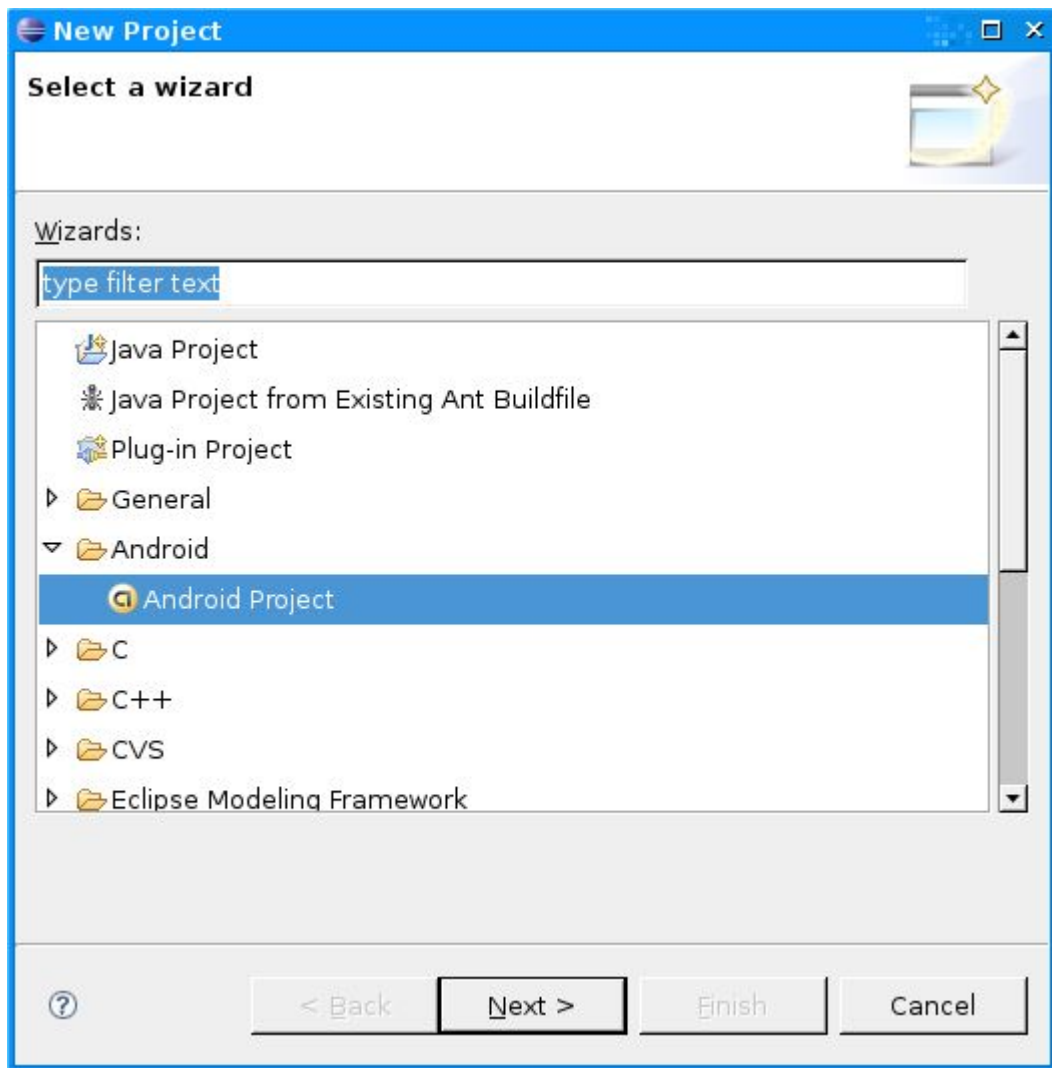 New Project
Select a wizard
Wizards:
type filter text
Java Project
Java Project from Existing Ant Buildfile
Plug-in Project
General
Android
Android Project
C
C++
CVS
Eclipse Modeling Framework
< Back Next > Finish Cancel